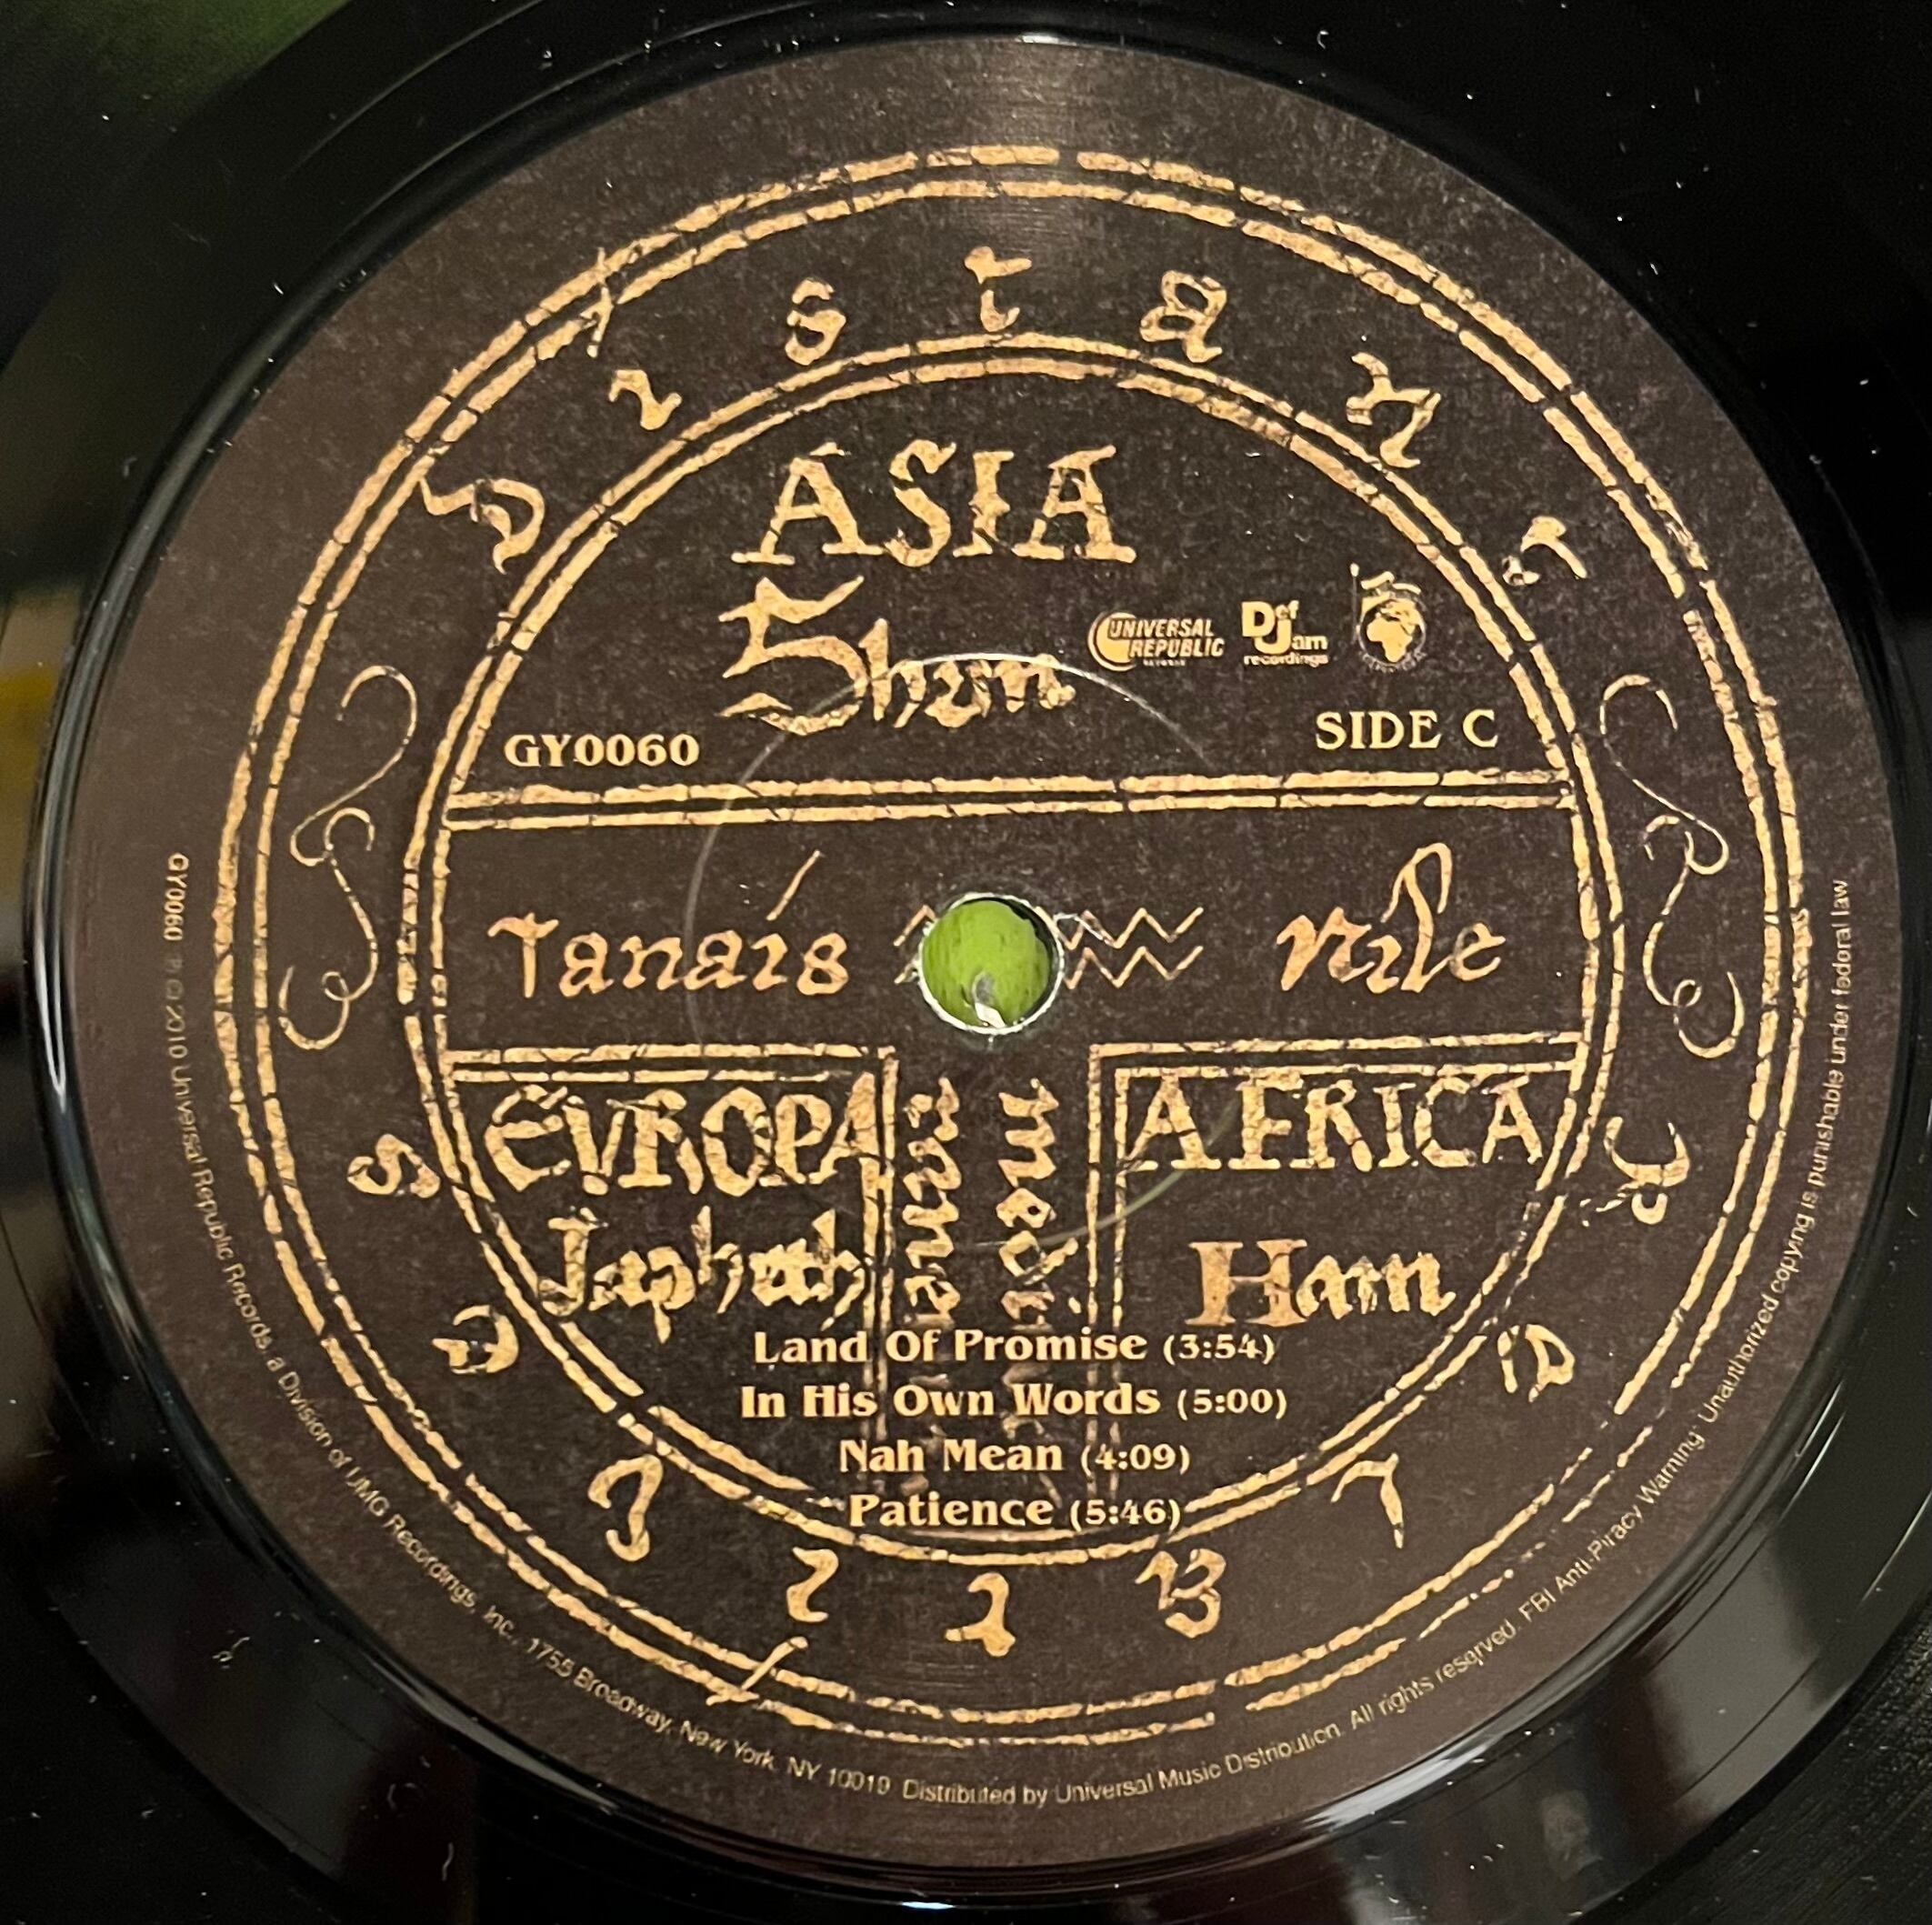 Distant Relatives
ASIA
Shem
UNIVERSAL
REPUBLIC
Def
Jam
recordings
GY0060
SIDE C
Tanais
nile
EVROPA
AFRICA
Japheth
Ham
Land Of Promise (3:54)
In His Own Words (5:00)
Nah Mean (4:09)
Patience (5:46)
GY0060 ℗ © 2010 Universal Republic Records, a Division of UMG Recordings, Inc., 1755 Broadway, New York, NY 10019 Distributed by Universal Music Distribution. All rights reserved. FBI Anti-Piracy Warning: Unauthorized copying is punishable under federal law